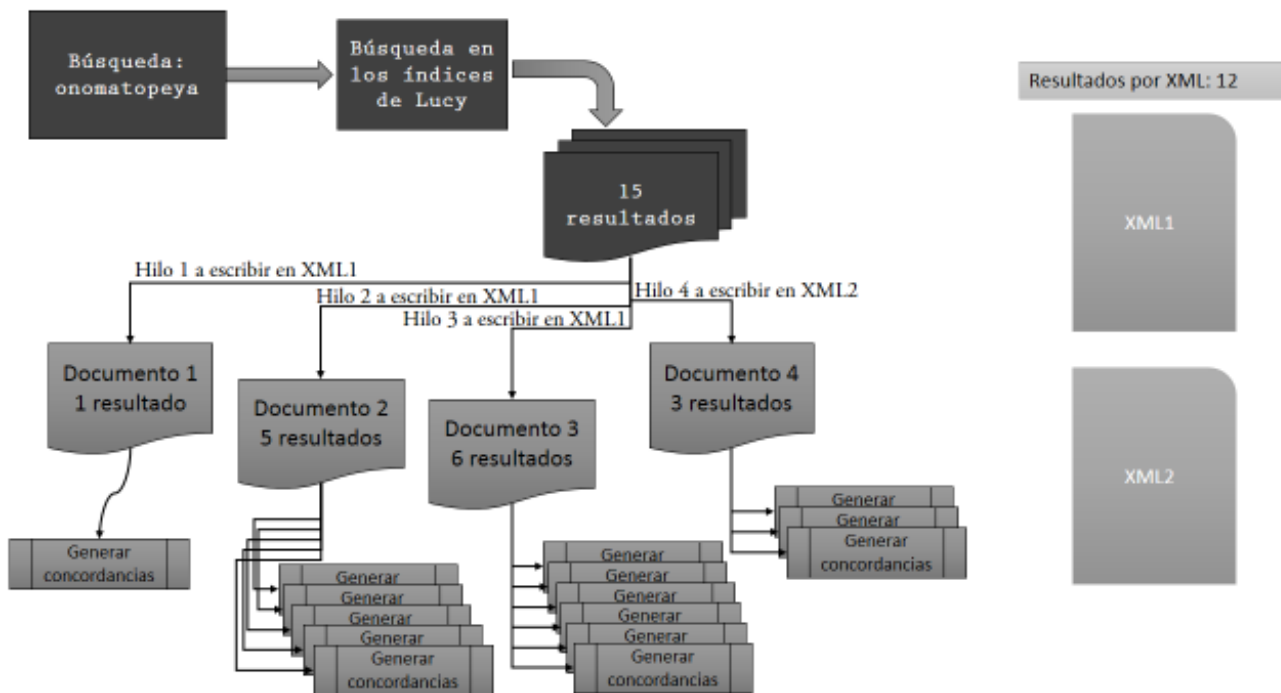 Búsqueda:
onomatopeya
Búsqueda en
los índices
de Lucy
Resultados por XML: 12
15
resultados
XML1
Hilo 1 a escribir en XML1
Hilo 2 a escribir en XML1
Hilo 4 a escribir en XML2
Hilo 3 a escribir en XML1
Documento 1
1 resultado
Documento 2
5 resultados
Documento 3
6 resultados
Documento 4
3 resultados
XML2
Generar
concordancias
Generar
Generar
Generar
Generar
Generar
concordancias
Generar
Generar
Generar
Generar
Generar
Generar
concordancias
Generar
Generar
Generar
concordancias